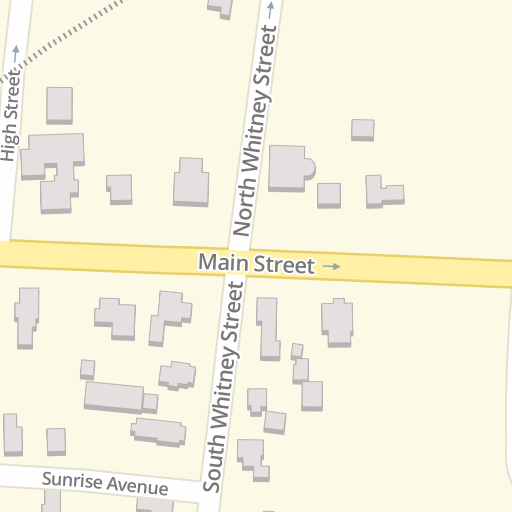 High Street
North Whitney Street
Main Street
South Whitney Street
Sunrise Avenue